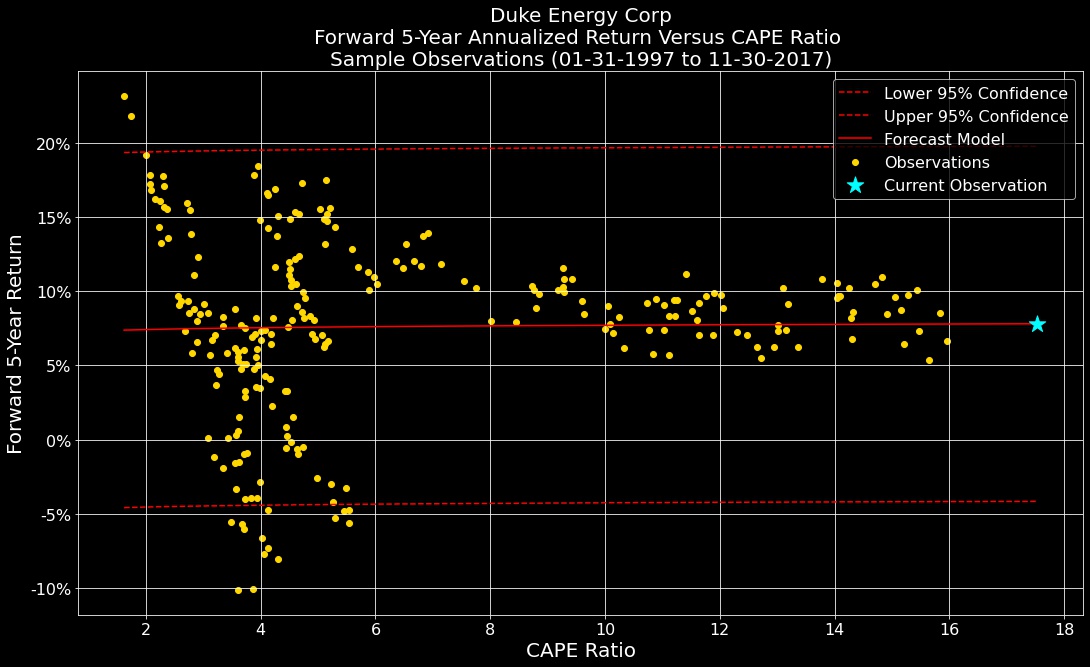 Duke Energy Corp
Forward 5-Year Annualized Return Versus CAPE Ratio
Sample Observations (01-31-1997 to 11-30-2017)
Lower 95% Confidence
Upper 95% Confidence
Forecast Model
Observations
Current Observation
Forward 5-Year Return
20%
15%
10%
5%
0%
-5%
-10%
2 4 6 8 10 12 14 16 18
CAPE Ratio